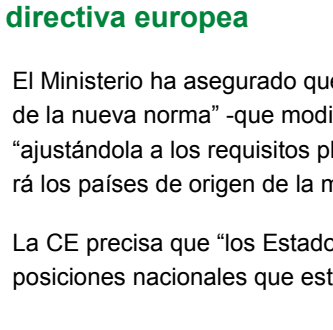 directiva europea
El Ministerio ha asegurado que
de la nueva norma” -que modi
“ajustándola a los requisitos pl
rá los países de origen de la m
La CE precisa que “los Estado
posiciones nacionales que est